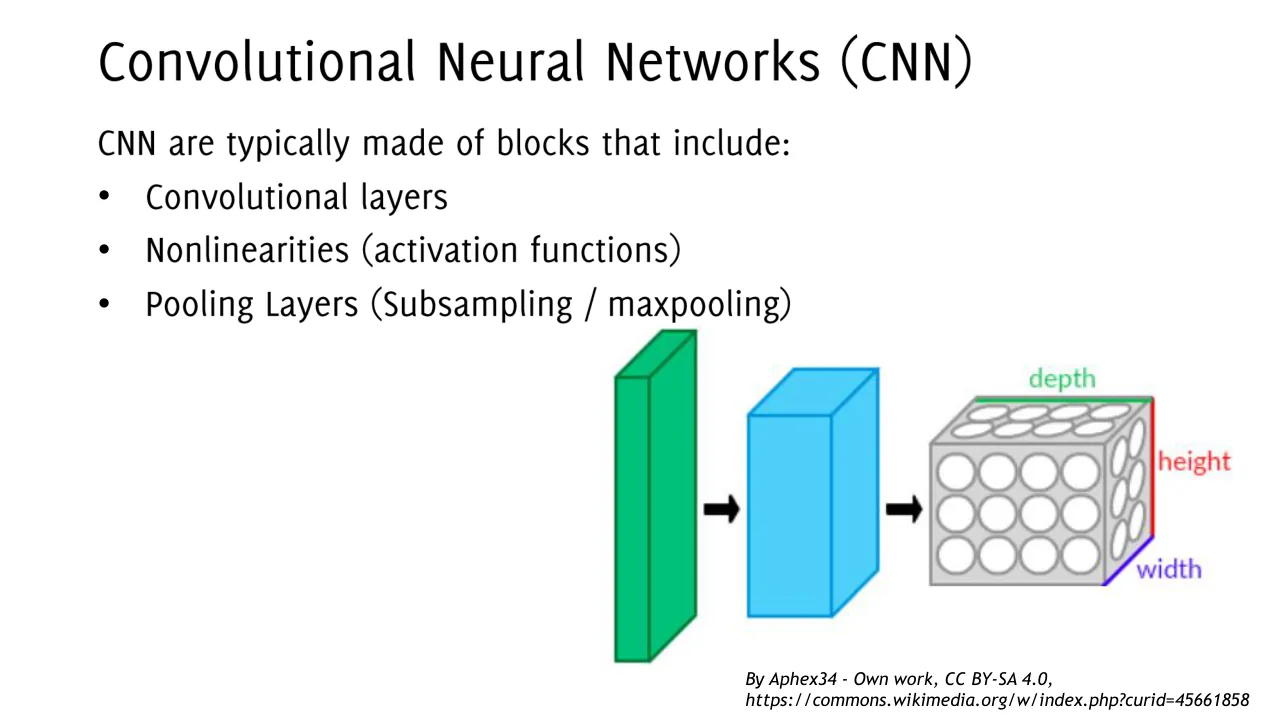 Convolutional Neural Networks (CNN)
CNN are typically made of blocks that include:
• Convolutional layers
• Nonlinearities (activation functions)
• Pooling Layers (Subsampling / maxpooling)
depth
height
width
By Aphex34 - Own work, CC BY-SA 4.0,
https://commons.wikimedia.org/w/index.php?curid=45661858